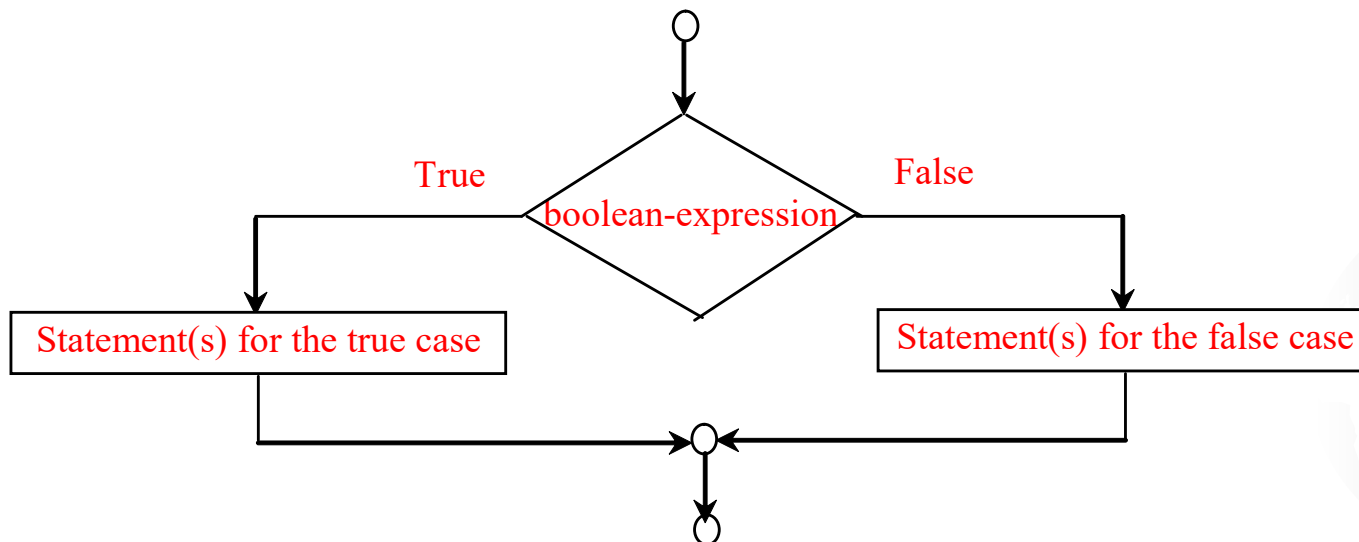 True
False
boolean-expression
Statement(s) for the true case
Statement(s) for the false case